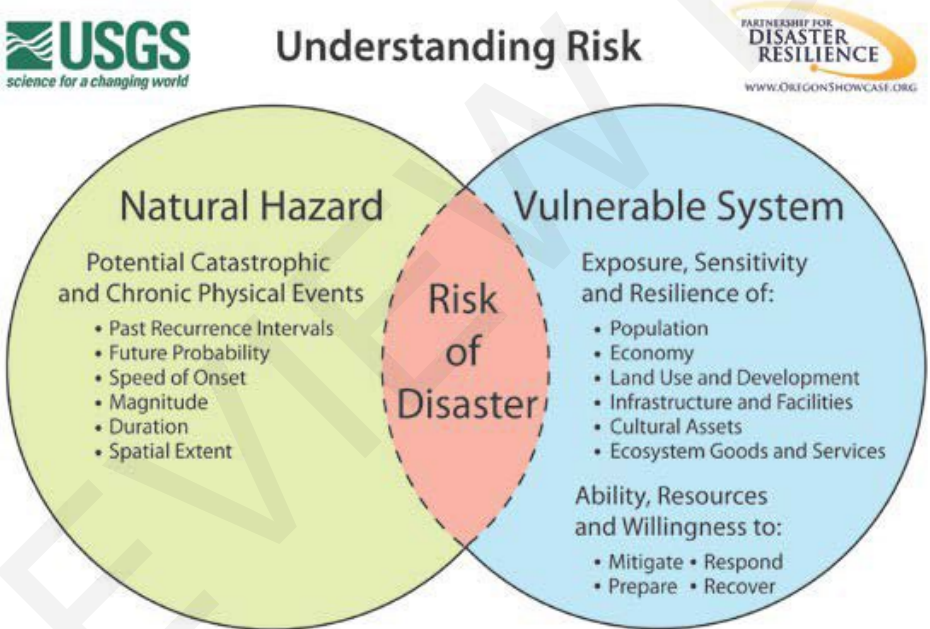 USGS
science for a changing world
Understanding Risk
PARTNERSHIP FOR
DISASTER
RESILIENCE
WWW.OREGONSHOWCASE.ORG
Natural Hazard
Potential Catastrophic
and Chronic Physical Events
• Past Recurrence Intervals
• Future Probability
• Speed of Onset
• Magnitude
• Duration
• Spatial Extent
Risk
of
Disaster
Vulnerable System
Exposure, Sensitivity
and Resilience of:
• Population
• Economy
• Land Use and Development
• Infrastructure and Facilities
• Cultural Assets
• Ecosystem Goods and Services
Ability, Resources
and Willingness to:
• Mitigate • Respond
• Prepare • Recover